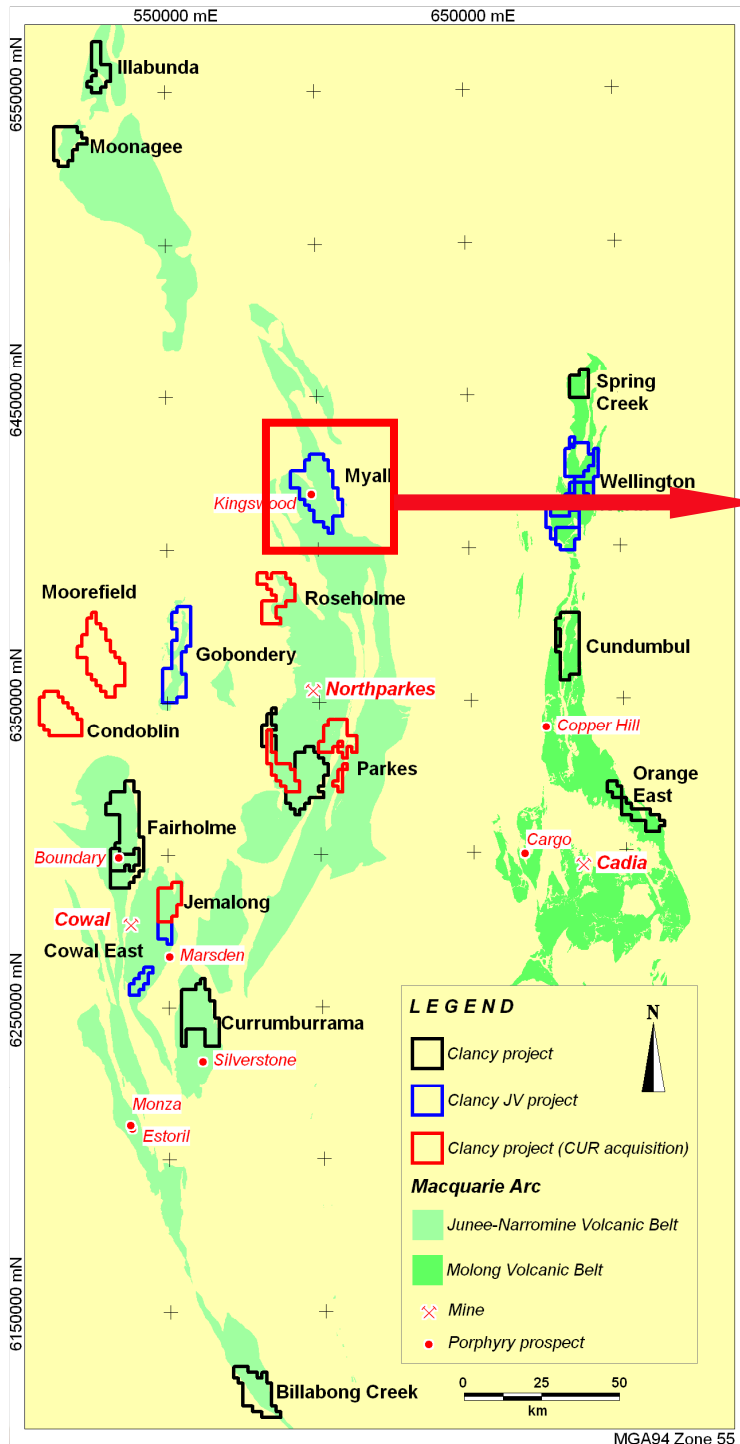 550000 mE
650000 mE
6550000 mN
Illabunda
Moonagee
6450000 mN
Spring
Creek
Myall
Kingswood
Wellington
Moorefield
Roseholme
Gobondery
Cundumbul
6350000 mN
Northparkes
Condoblin
Copper Hill
Parkes
Orange
East
Fairholme
Boundary
Cargo
Cadia
Jemalong
Cowal
Cowal East
Marsden
6250000 mN
Currumburrama
Silverstone
Monza
Estoril
6150000 mN
Billabong Creek
LEGEND
N
Clancy project
Clancy JV project
Clancy project (CUR acquisition)
Macquarie Arc
Junee-Narromine Volcanic Belt
Molong Volcanic Belt
Mine
Porphyry prospect
0 25 50
km
MGA94 Zone 55